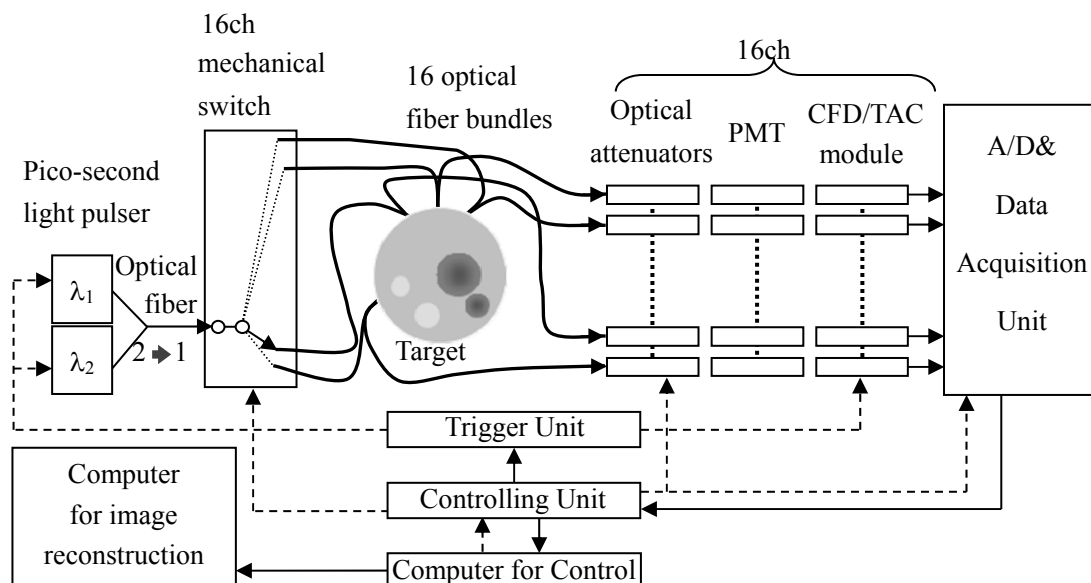 16ch
mechanical
switch
16 optical
fiber bundles
16ch
Optical
attenuators
PMT
CFD/TAC
module
A/D&
Data
Acquisition
Unit
Pico-second
light pulser
Optical
fiber
λ1
λ2
2 1
Target
Trigger Unit
Controlling Unit
Computer for Control
Computer
for image
reconstruction